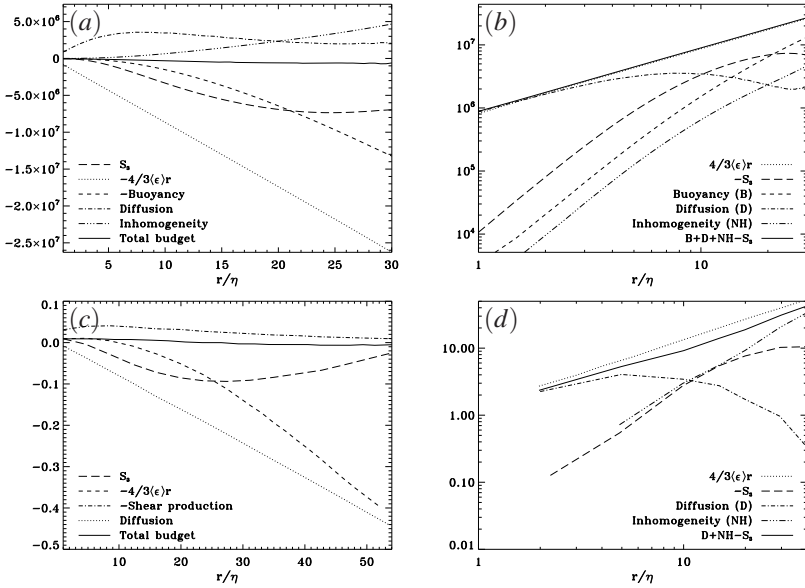 (a)
5.0×10⁶
0.0
−5.0×10⁶
−1.0×10⁷
−1.5×10⁷
−2.0×10⁷
−2.5×10⁷
S₃
−4/3⟨ε⟩r
−Buoyancy
Diffusion
Inhomogeneity
Total budget
5 10 15 20 25 30
r/η
(b)
10⁷
10⁶
10⁵
10⁴
4/3⟨ε⟩r
−S₃
Buoyancy (B)
Diffusion (D)
Inhomogeneity (NH)
B+D+NH−S₃
1 10
r/η
(c)
0.1
0.0
−0.1
−0.2
−0.3
−0.4
−0.5
S₃
−4/3⟨ε⟩r
−Shear production
Diffusion
Total budget
10 20 30 40 50
r/η
(d)
10.00
1.00
0.10
0.01
4/3⟨ε⟩r
−S₃
Diffusion (D)
Inhomogeneity (NH)
D+NH−S₃
1 10
r/η